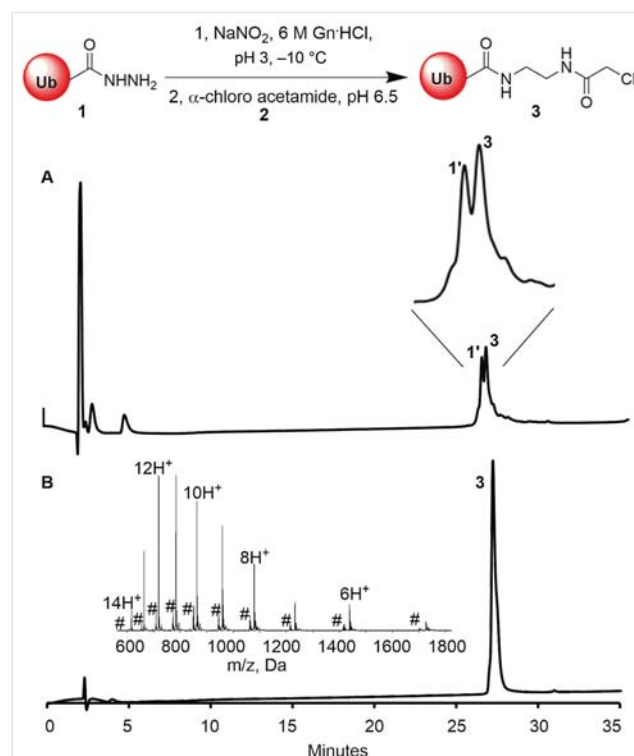 1, NaNO₂, 6 M Gn·HCl,
pH 3, –10 °C
2, α-chloro acetamide, pH 6.5
2
Ub
O
NHNH₂
1
Ub
O
N
H
H
N
O
Cl
3
A
1'
3
1'
3
B
3
12H⁺
10H⁺
8H⁺
6H⁺
14H⁺
# # # # # # # # # #
600 800 1000 1200 1400 1600 1800
m/z, Da
0 5 10 15 20 25 30 35
Minutes